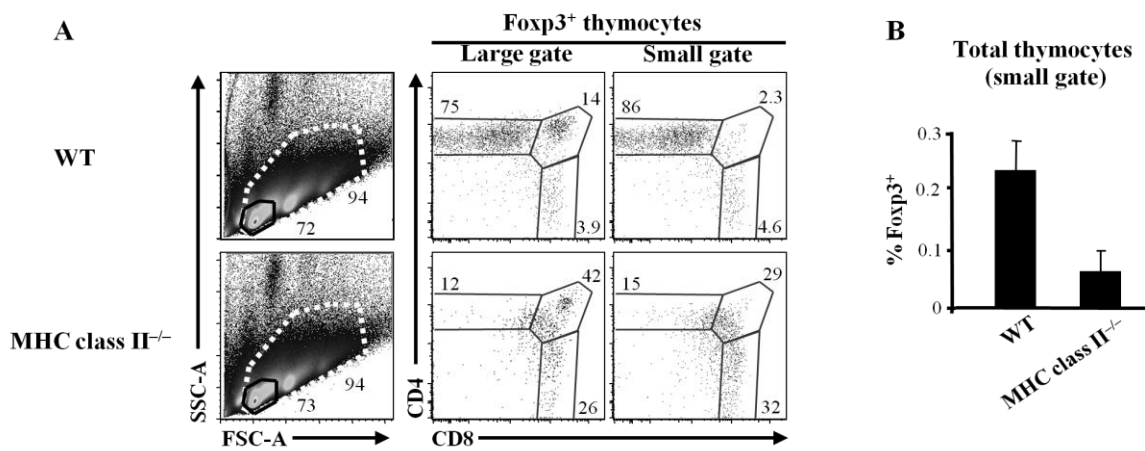 A
Foxp3⁺ thymocytes
Large gate Small gate
WT
94
72
75
14
3.9
86
2.3
4.6
MHC class II⁻/⁻
94
73
12
42
26
15
29
32
SSC-A
FSC-A
CD4
CD8
B
Total thymocytes
(small gate)
% Foxp3⁺
0.3
0.2
0.1
0
WT
MHC class II⁻/⁻